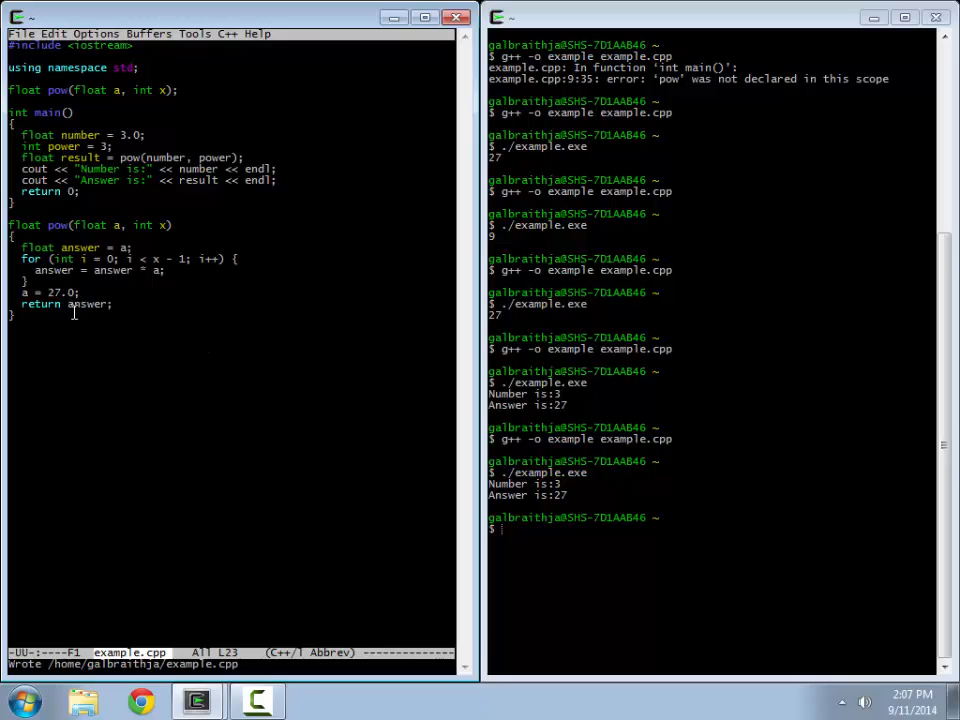 ~
File Edit Options Buffers Tools C++ Help
#include <iostream>
using namespace std;
float pow(float a, int x);
int main()
{
  float number = 3.0;
  int power = 3;
  float result = pow(number, power);
  cout << "Number is:" << number << endl;
  cout << "Answer is:" << result << endl;
  return 0;
}
float pow(float a, int x)
{
  float answer = a;
  for (int i = 0; i < x - 1; i++) {
    answer = answer * a;
  }
  a = 27.0;
  return answer;
}
-UU-:----F1  example.cpp    All L23    (C++/l Abbrev) --------------
Wrote /home/galbraithja/example.cpp
~
galbraithja@SHS-7D1AAB46 ~
$ g++ -o example example.cpp
example.cpp: In function ‘int main()’:
example.cpp:9:35: error: ‘pow’ was not declared in this scope
galbraithja@SHS-7D1AAB46 ~
$ g++ -o example example.cpp
galbraithja@SHS-7D1AAB46 ~
$ ./example.exe
27
galbraithja@SHS-7D1AAB46 ~
$ g++ -o example example.cpp
galbraithja@SHS-7D1AAB46 ~
$ ./example.exe
9
galbraithja@SHS-7D1AAB46 ~
$ g++ -o example example.cpp
galbraithja@SHS-7D1AAB46 ~
$ ./example.exe
27
galbraithja@SHS-7D1AAB46 ~
$ g++ -o example example.cpp
galbraithja@SHS-7D1AAB46 ~
$ ./example.exe
Number is:3
Answer is:27
galbraithja@SHS-7D1AAB46 ~
$ g++ -o example example.cpp
galbraithja@SHS-7D1AAB46 ~
$ ./example.exe
Number is:3
Answer is:27
galbraithja@SHS-7D1AAB46 ~
$
2:07 PM
9/11/2014